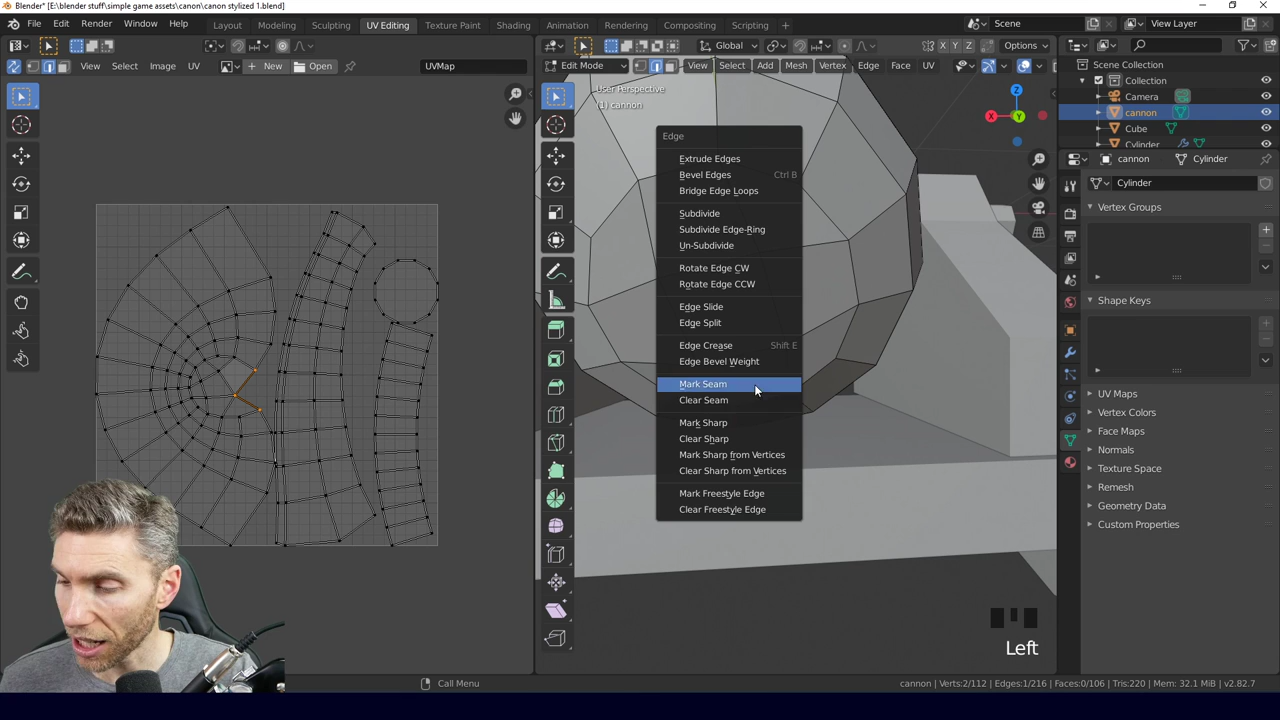 Blender* [E:\blender stuff\simple game assets\canon\canon stylized 1.blend]
File Edit Render Window Help Layout Modeling Sculpting UV Editing Texture Paint Shading Animation Rendering Compositing Scripting Scene View Layer
New Open Global X Y Z Options
View Select Image UV UVMap Edit Mode View Select Add Mesh Vertex Edge Face UV
Scene Collection
Collection
Camera
cannon
Cube
Cylinder
User Perspective
(1) cannon
Z
X
Y
Edge
Extrude Edges
Bevel Edges Ctrl B
Bridge Edge Loops
Subdivide
Subdivide Edge-Ring
Un-Subdivide
Rotate Edge CW
Rotate Edge CCW
Edge Slide
Edge Split
Edge Crease Shift E
Edge Bevel Weight
Mark Seam
Clear Seam
Mark Sharp
Clear Sharp
Mark Sharp from Vertices
Clear Sharp from Vertices
Mark Freestyle Edge
Clear Freestyle Edge
cannon Cylinder
Cylinder
Vertex Groups
Shape Keys
UV Maps
Vertex Colors
Face Maps
Normals
Texture Space
Remesh
Geometry Data
Custom Properties
Left
Call Menu
cannon | Verts:2/112 | Edges:1/216 | Faces:0/106 | Tris:220 | Mem: 32.1 MiB | v2.82.7